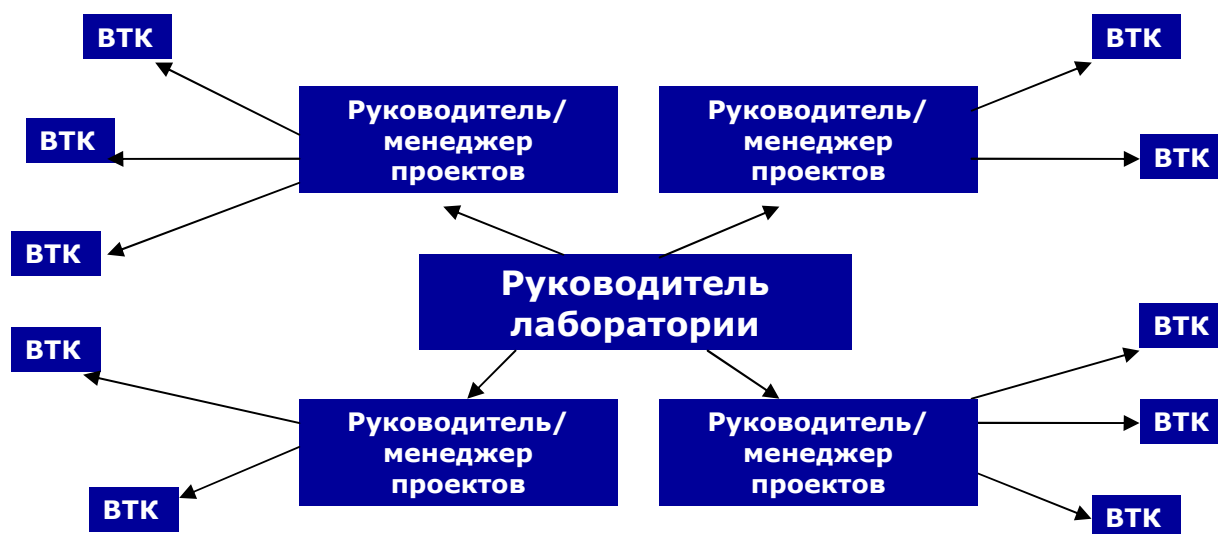 ВТК
ВТК
ВТК
Руководитель/
менеджер
проектов
Руководитель/
менеджер
проектов
ВТК
ВТК
Руководитель
лаборатории
ВТК
ВТК
Руководитель/
менеджер
проектов
Руководитель/
менеджер
проектов
ВТК
ВТК
ВТК